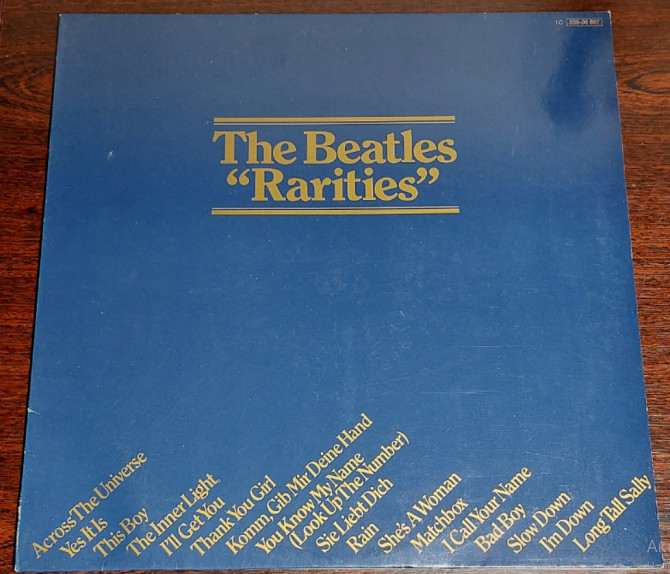 1C 038-06 867
The Beatles
“Rarities”
Across The Universe
Yes It Is
This Boy
The Inner Light
I'll Get You
Thank You Girl
Komm, Gib Mir Deine Hand
You Know My Name
(Look Up The Number)
Sie Liebt Dich
Rain
She's A Woman
Matchbox
I Call Your Name
Bad Boy
Slow Down
I'm Down
Long Tall Sally